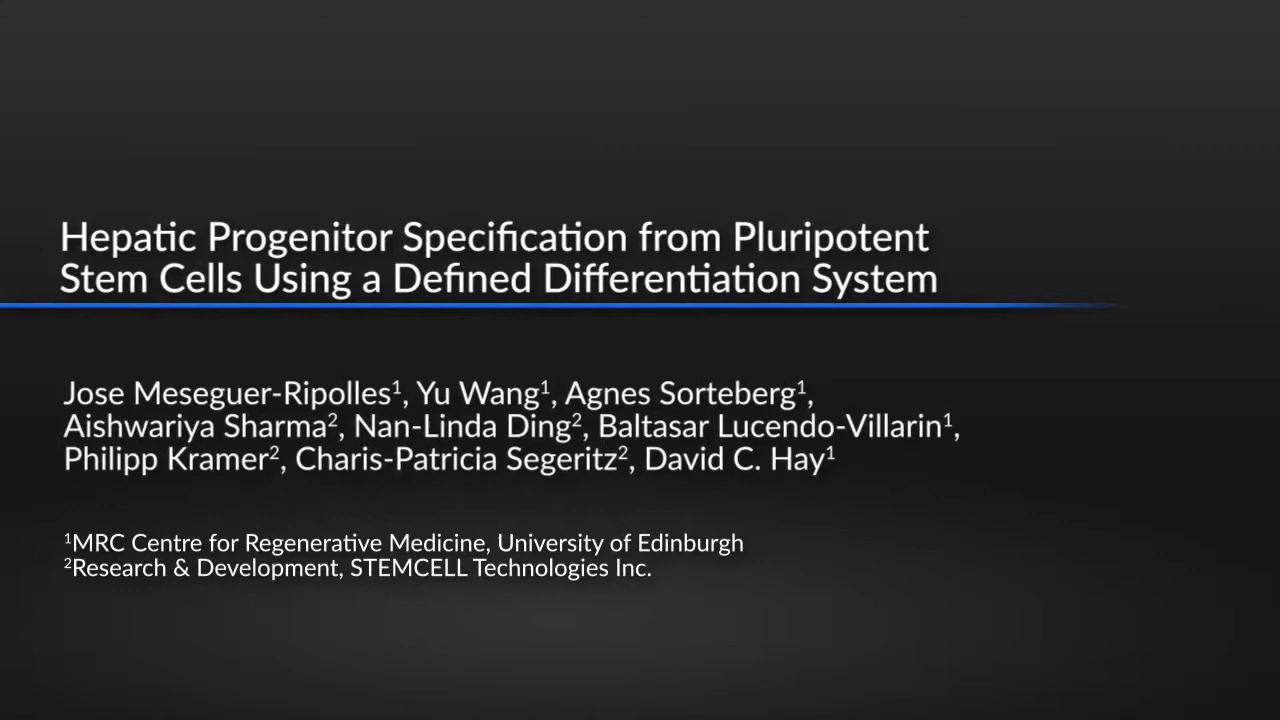 Hepatic Progenitor Specification from Pluripotent
Stem Cells Using a Defined Differentiation System
Jose Meseguer-Ripolles¹, Yu Wang¹, Agnes Sorteberg¹,
Aishwariya Sharma², Nan-Linda Ding², Baltasar Lucendo-Villarin¹,
Philipp Kramer², Charis-Patricia Segeritz², David C. Hay¹
¹MRC Centre for Regenerative Medicine, University of Edinburgh
²Research & Development, STEMCELL Technologies Inc.